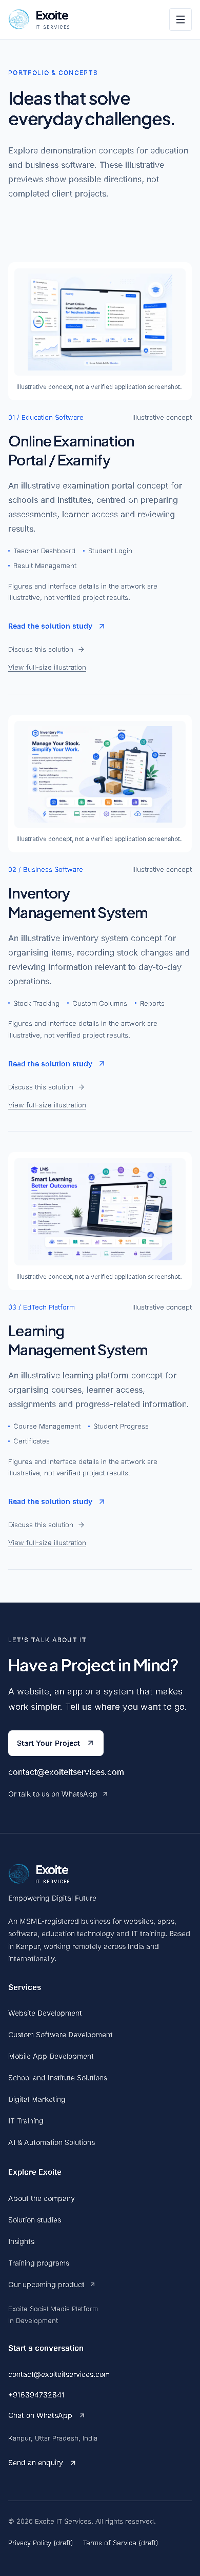 Exoite
IT SERVICES
PORTFOLIO & CONCEPTS
Ideas that solve
everyday challenges.
Explore demonstration concepts for education
and business software. These illustrative
previews show possible directions, not
completed client projects.
Smart Online
Examination Platform
for Teachers & Students
Illustrative concept, not a verified application screenshot.
01 / Education Software
Illustrative concept
Online Examination
Portal / Examify
An illustrative examination portal concept for
schools and institutes, centred on preparing
assessments, learner access and reviewing
results.
• Teacher Dashboard • Student Login
• Result Management
Figures and interface details in the artwork are
illustrative, not verified project results.
Read the solution study ↗
Discuss this solution →
View full-size illustration
Inventory Pro
Manage Your Stock.
Simplify Your Work.
Illustrative concept, not a verified application screenshot.
02 / Business Software
Illustrative concept
Inventory
Management System
An illustrative inventory system concept for
organising items, recording stock changes and
reviewing information relevant to day-to-day
operations.
• Stock Tracking • Custom Columns • Reports
Figures and interface details in the artwork are
illustrative, not verified project results.
Read the solution study ↗
Discuss this solution →
View full-size illustration
LMS
Smart Learning
Better Outcomes
Illustrative concept, not a verified application screenshot.
03 / EdTech Platform
Illustrative concept
Learning
Management System
An illustrative learning platform concept for
organising courses, learner access,
assignments and progress-related information.
• Course Management • Student Progress
• Certificates
Figures and interface details in the artwork are
illustrative, not verified project results.
Read the solution study ↗
Discuss this solution →
View full-size illustration
LET'S TALK ABOUT IT
Have a Project in Mind?
A website, an app or a system that makes
work simpler. Tell us where you want to go.
Start Your Project ↗
contact@exoiteitservices.com
Or talk to us on WhatsApp ↗
Exoite
IT SERVICES
Empowering Digital Future
An MSME-registered business for websites, apps,
software, education technology and IT training. Based
in Kanpur, working remotely across India and
internationally.
Services
Website Development
Custom Software Development
Mobile App Development
School and Institute Solutions
Digital Marketing
IT Training
AI & Automation Solutions
Explore Exoite
About the company
Solution studies
Insights
Training programs
Our upcoming product ↗
Exoite Social Media Platform
In Development
Start a conversation
contact@exoiteitservices.com
+916394732841
Chat on WhatsApp ↗
Kanpur, Uttar Pradesh, India
Send an enquiry ↗
© 2026 Exoite IT Services. All rights reserved.
Privacy Policy (draft) Terms of Service (draft)